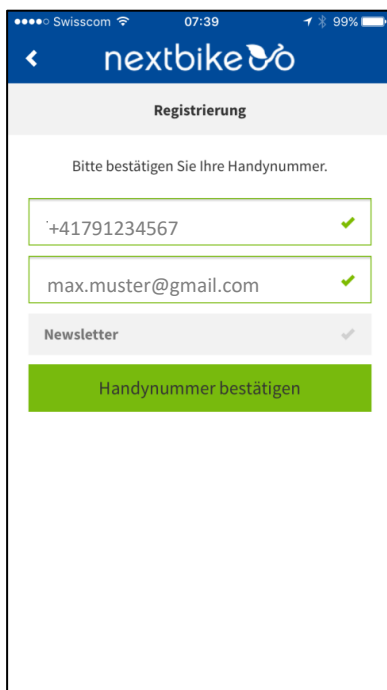 Swisscom 07:39 99%
nextbike
Registrierung
Bitte bestätigen Sie Ihre Handynummer.
+41791234567
max.muster@gmail.com
Newsletter
Handynummer bestätigen